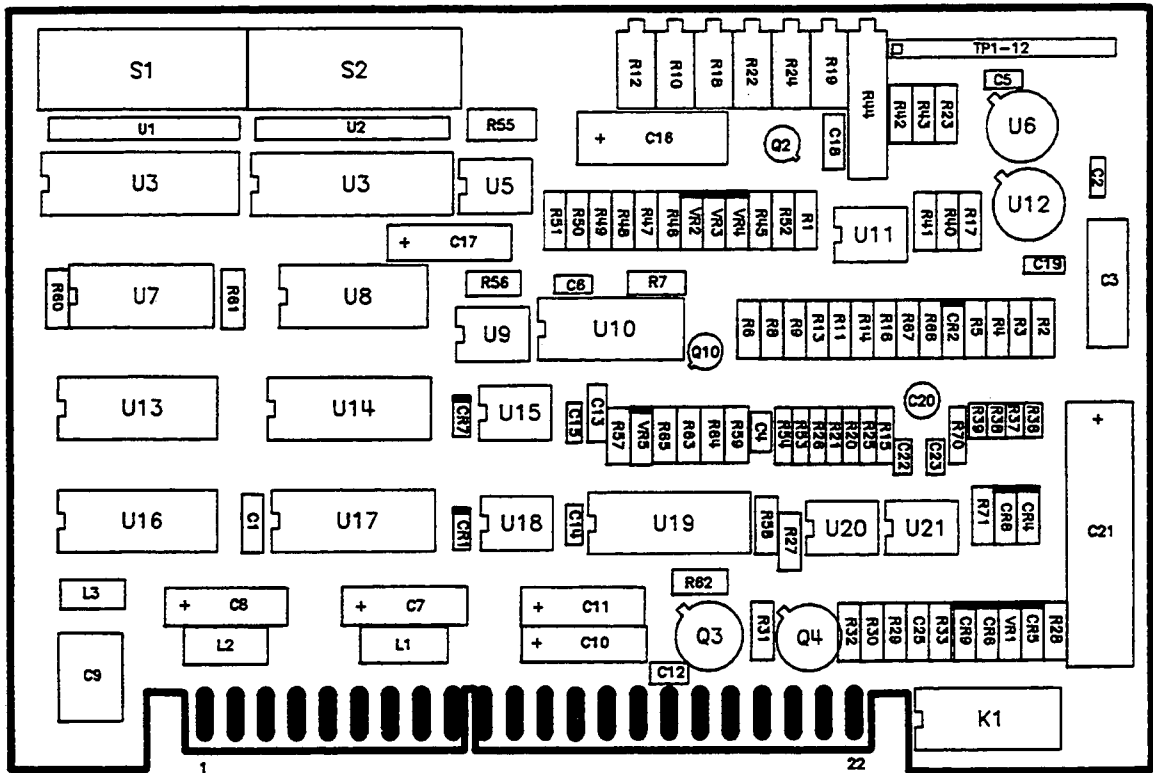 S1 S2 R12 R10 R18 R22 R24 R19 R44 TP1-12
C5
U1 U2 R55 C16 Q2 C18 R42 R43 R23 U6
U3 U3 U5 C2
R51 R50 R49 R48 R47 R46 VR2 VR3 VR4 R45 R52 R1 U11 R41 R40 R17 U12
C17
C19
R60 U7 R61 U8 R56 C6 R7 C3
U9 U10 Q10 R6 R8 R9 R13 R11 R14 R16 R67 R66 CR2 R5 R4 R3 R2
C20
U13 U14 CR7 U15 C15 C13 R57 VR5 R65 R63 R64 R59 C4 R54 R53 R26 R21 R20 R25 R15 C22 C23 R70 R39 R38 R37 R36
U16 C1 U17 CR1 U18 C14 U19 R58 R27 U20 U21 R71 CR8 CR4 C21
L3 C8 C7 C11 R62
L2 L1 C10 Q3 R31 Q4 R32 R30 R29 C25 R33 CR9 CR6 VR1 CR5 R28
C9 C12
K1
1 22